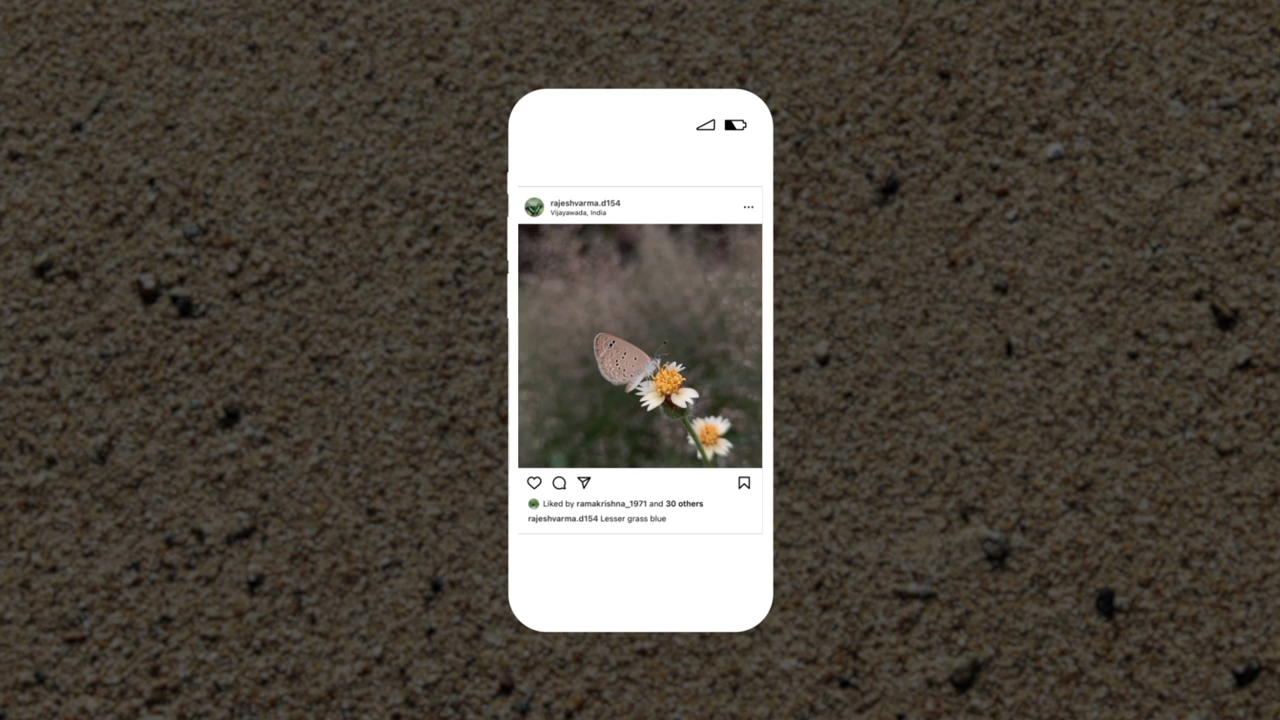 rajeshvarma.d154
Vijayawada, India
Liked by ramakrishna_1971 and 30 others
rajeshvarma.d154 Lesser grass blue